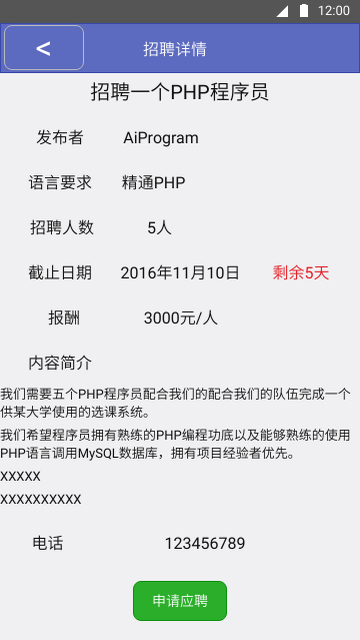 12:00
< 招聘详情
招聘一个PHP程序员
发布者 AiProgram
语言要求 精通PHP
招聘人数 5人
截止日期 2016年11月10日 剩余5天
报酬 3000元/人
内容简介
我们需要五个PHP程序员配合我们的配合我们的队伍完成一个
供某大学使用的选课系统。
我们希望程序员拥有熟练的PHP编程功底以及能够熟练的使用
PHP语言调用MySQL数据库，拥有项目经验者优先。
XXXXX
XXXXXXXXXX
电话 123456789
申请应聘